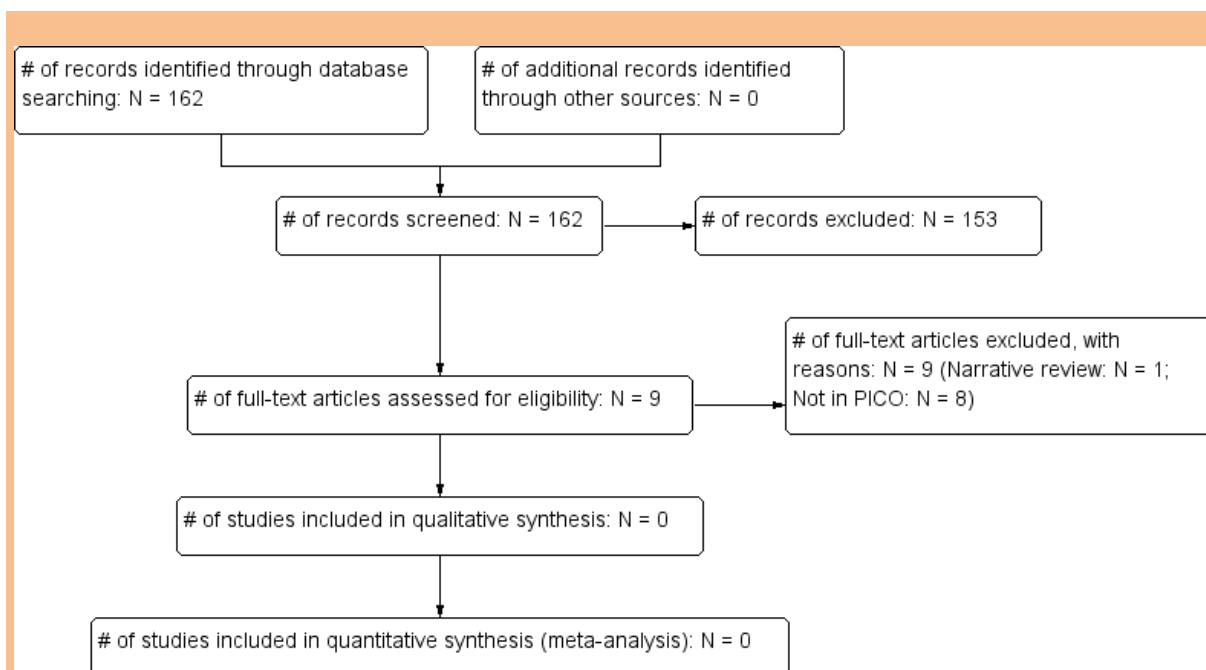 # of records identified through database
searching: N = 162
# of additional records identified
through other sources: N = 0
# of records screened: N = 162
# of records excluded: N = 153
# of full-text articles excluded, with
reasons: N = 9 (Narrative review: N = 1;
Not in PICO: N = 8)
# of full-text articles assessed for eligibility: N = 9
# of studies included in qualitative synthesis: N = 0
# of studies included in quantitative synthesis (meta-analysis): N = 0